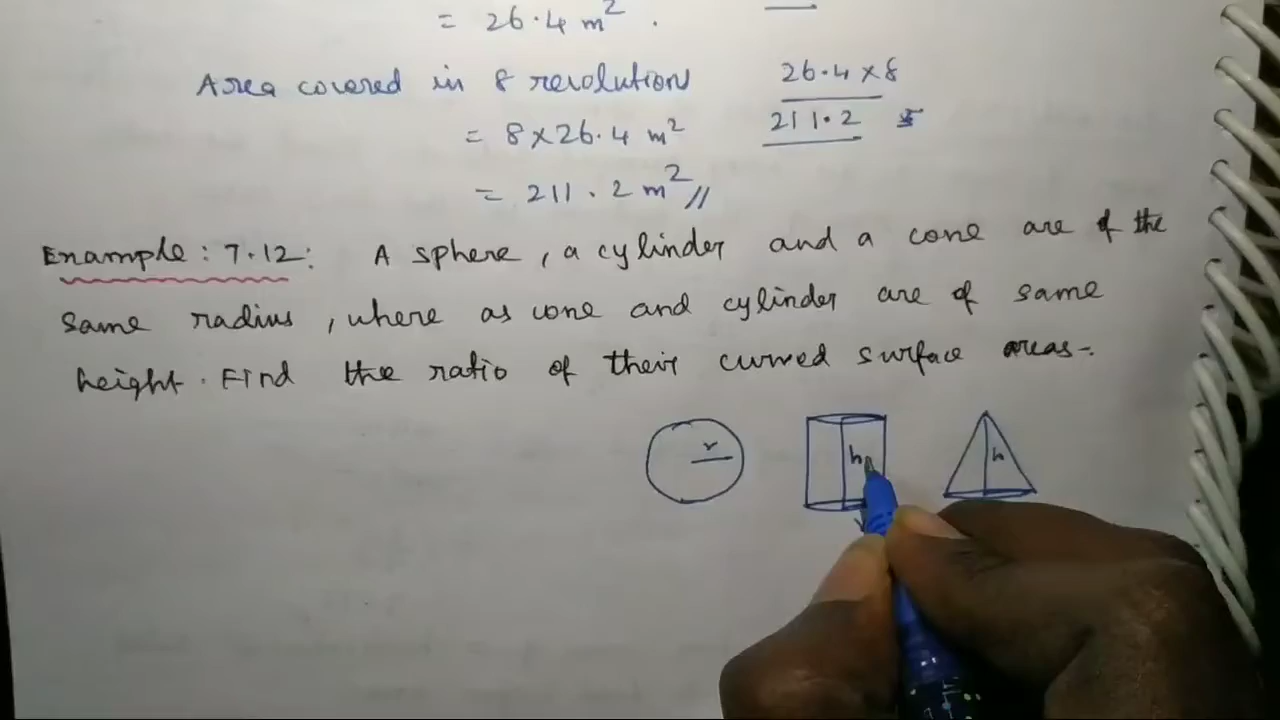 = 26.4 m².
Area covered in 8 revolution
26.4×8
= 8×26.4 m²
211.2
= 211.2 m²//
Example: 7.12: A sphere, a cylinder and a cone are of the
same radius, where as cone and cylinder are of same
height. Find the ratio of their curved surface areas.
r
h
h